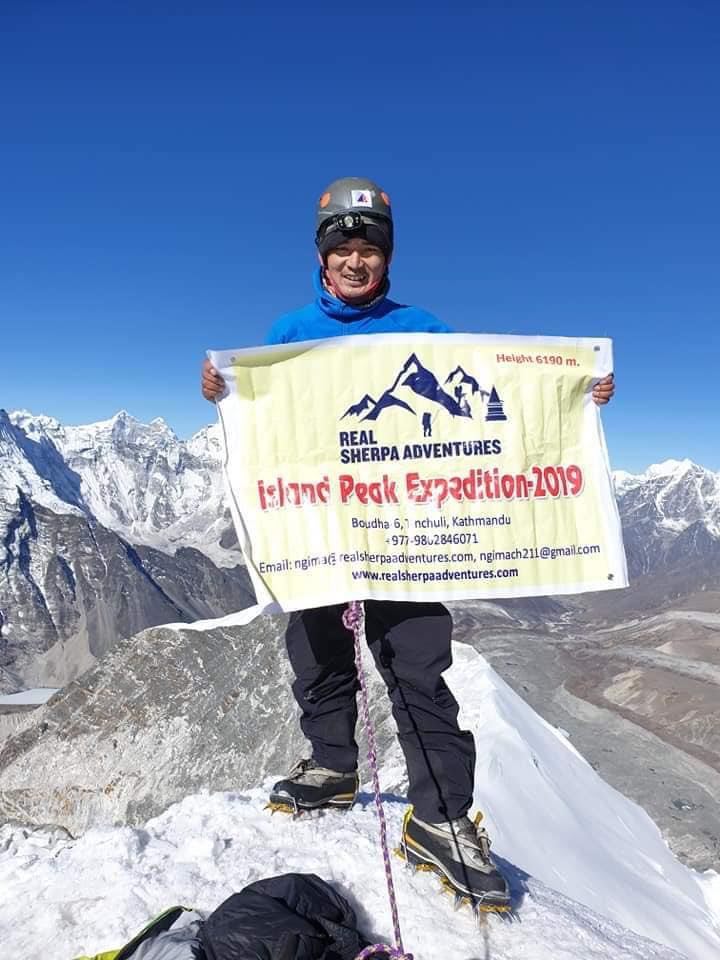 Height 6190 m.
REAL
SHERPA ADVENTURES
island Peak Expedition-2019
Boudha 6, Kathmandu
+977-9802846071
Email: realsherpaadventures.com, ngimach211@gmail.com
www.realsherpaadventures.com